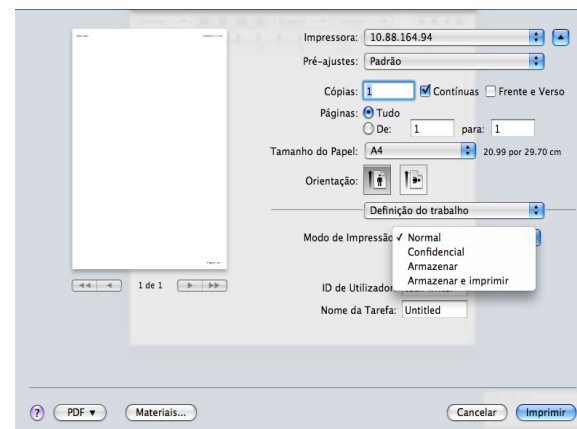 Impressora: 10.88.164.94
Pré-ajustes: Padrão
Cópias: 1 Contínuas Frente e Verso
Páginas: Tudo
De: 1 para: 1
Tamanho do Papel: A4 20.99 por 29.70 cm
Orientação:
Definição do trabalho
Modo de Impressão ✓ Normal
Confidencial
Armazenar
Armazenar e imprimir
1 de 1
ID de Utilizador:
Nome da Tarefa: Untitled
? PDF ▼ Materiais... Cancelar Imprimir